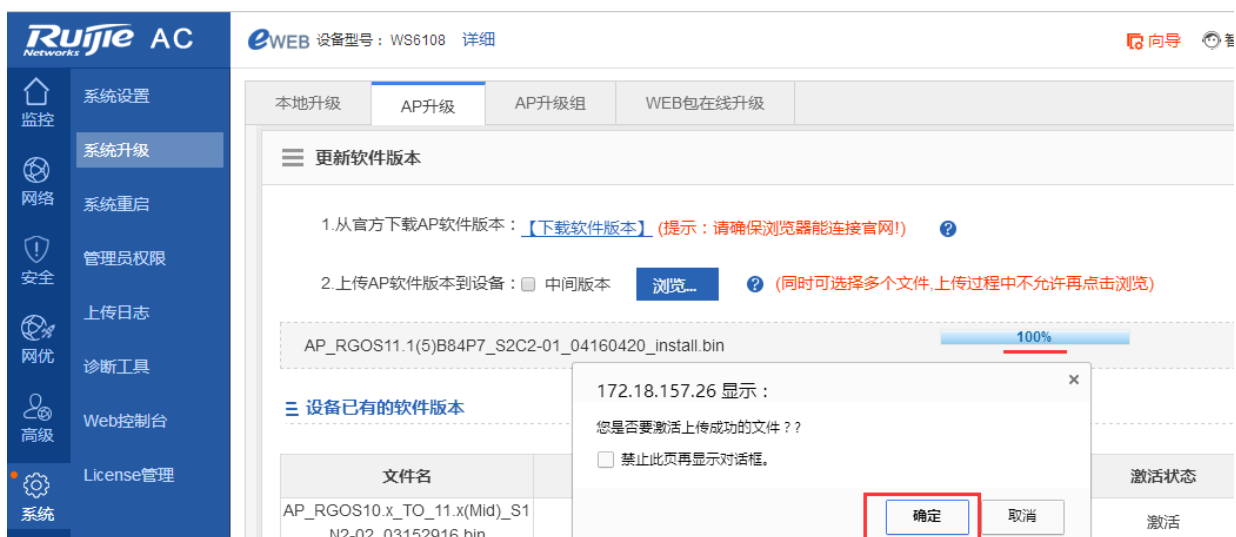 Ruijie AC
Networks
eWEB 设备型号：WS6108 详细
向导
监控
网络
安全
网优
高级
系统
系统设置
系统升级
系统重启
管理员权限
上传日志
诊断工具
Web控制台
License管理
本地升级 AP升级 AP升级组 WEB包在线升级
更新软件版本
1.从官方下载AP软件版本：【下载软件版本】 (提示：请确保浏览器能连接官网!)
2.上传AP软件版本到设备： 中间版本 浏览... (同时可选择多个文件,上传过程中不允许再点击浏览)
AP_RGOS11.1(5)B84P7_S2C2-01_04160420_install.bin 100%
设备已有的软件版本
文件名 激活状态
AP_RGOS10.x_TO_11.x(Mid)_S1
N2-02_03152916.bin
激活
172.18.157.26 显示：
×
您是否要激活上传成功的文件？?
禁止此页再显示对话框。
确定 取消